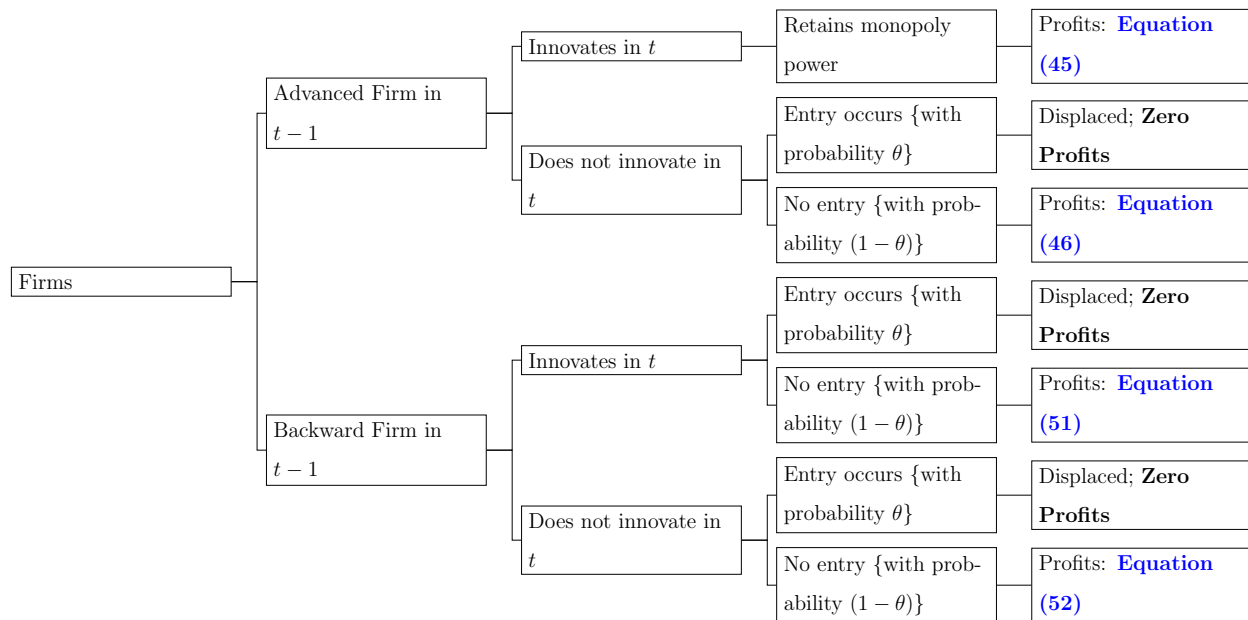 Firms
Advanced Firm in
t − 1
Innovates in t
Retains monopoly
power
Profits: Equation
(45)
Does not innovate in
t
Entry occurs {with
probability θ}
Displaced; Zero
Profits
No entry {with prob-
ability (1 − θ)}
Profits: Equation
(46)
Backward Firm in
t − 1
Innovates in t
Entry occurs {with
probability θ}
Displaced; Zero
Profits
No entry {with prob-
ability (1 − θ)}
Profits: Equation
(51)
Does not innovate in
t
Entry occurs {with
probability θ}
Displaced; Zero
Profits
No entry {with prob-
ability (1 − θ)}
Profits: Equation
(52)